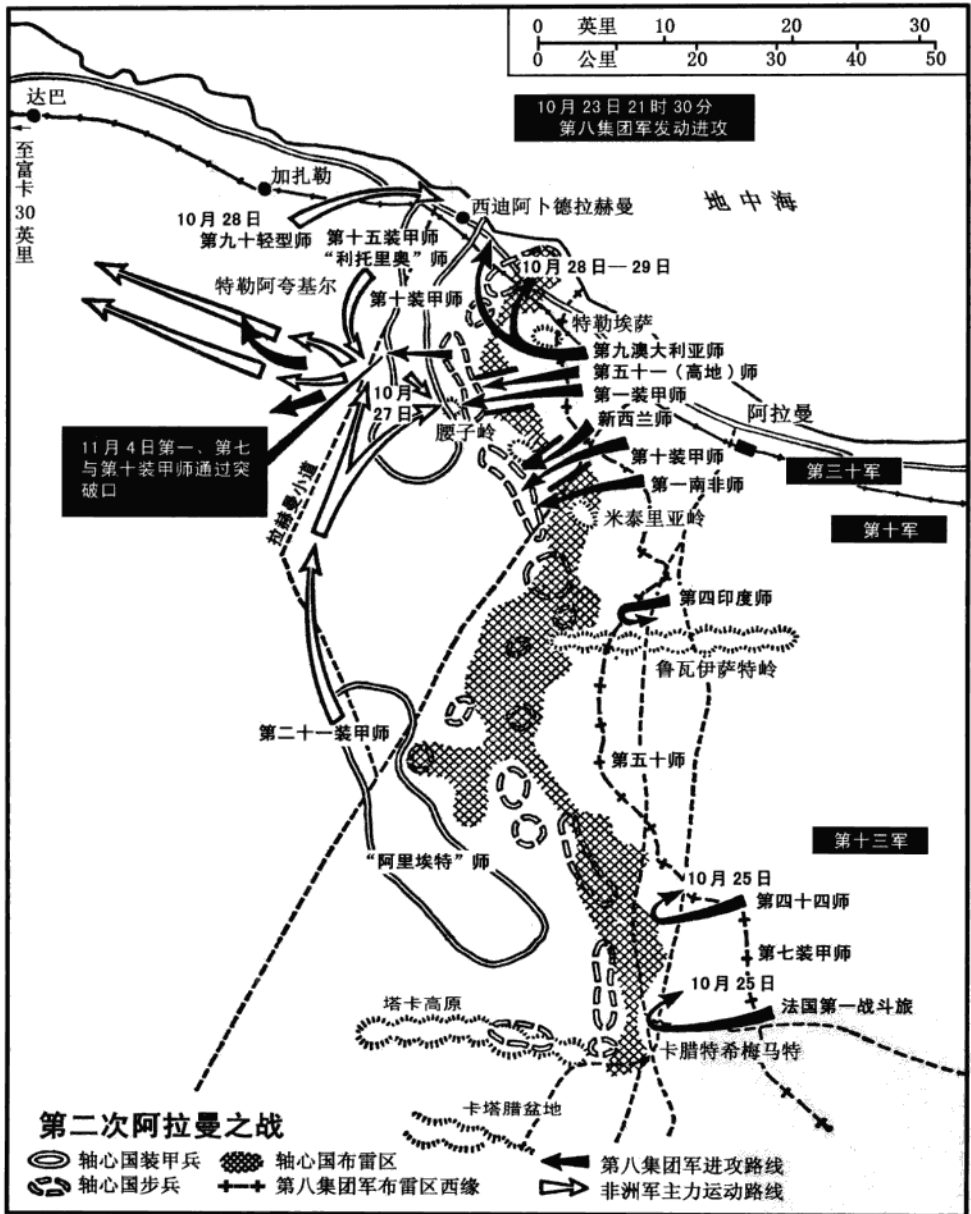 0 英里 10 20 30
0 公里 10 20 30 40 50
10月23日21时30分
第八集团军发动进攻
达巴
至富卡30英里
加扎勒
10月28日
第九十轻型师
西迪阿卜德拉赫曼
地中海
第十五装甲师
“利托里奥”师
10月28日—29日
特勒阿夸基尔
第十装甲师
特勒埃萨
第九澳大利亚师
第五十一（高地）师
第一装甲师
10月
27日
新西兰师
阿拉曼
腰子岭
11月4日第一、第七
与第十装甲师通过突
破口
第十装甲师
第三十军
第一南非师
拉赫曼小道
米泰里亚岭
第十军
第四印度师
鲁瓦伊萨特岭
第二十一装甲师
第五十师
第十三军
“阿里埃特”师
10月25日
第四十四师
第七装甲师
10月25日
塔卡高原
法国第一战斗旅
卡腊特希梅马特
卡塔腊盆地
第二次阿拉曼之战
轴心国装甲兵 轴心国布雷区 第八集团军进攻路线
轴心国步兵 第八集团军布雷区西缘 非洲军主力运动路线